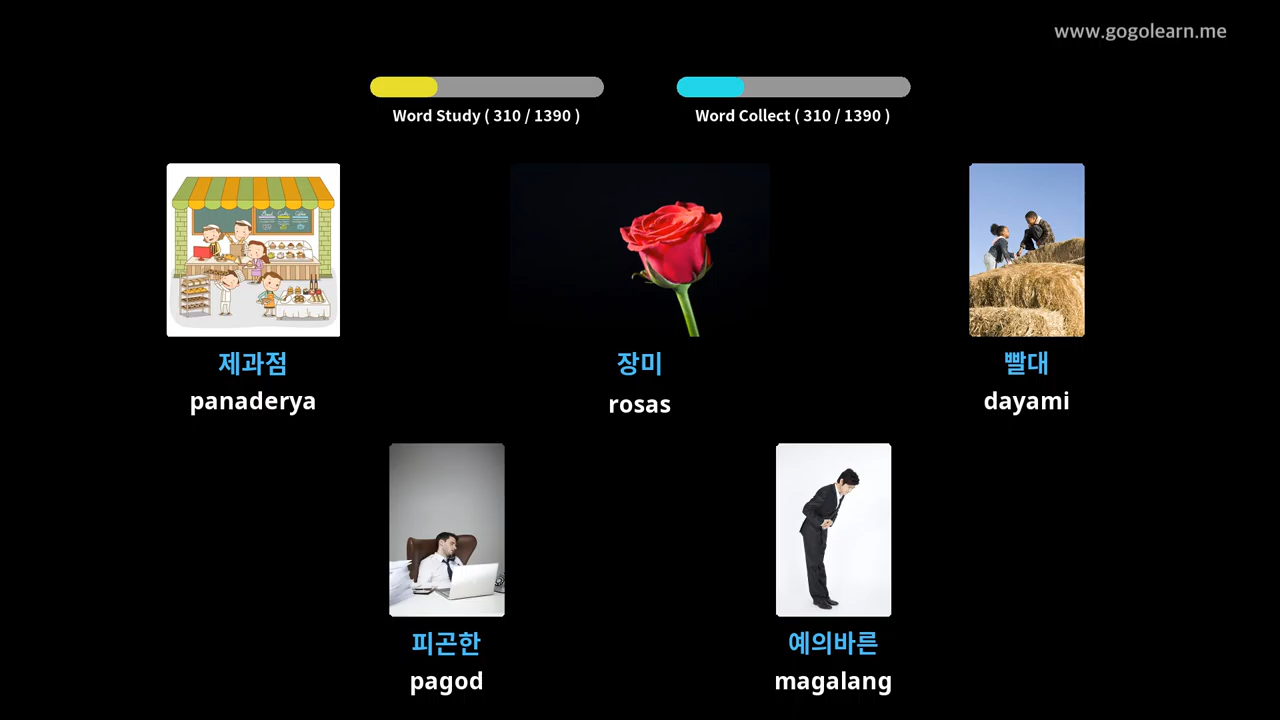 www.gogolearn.me
Word Study ( 310 / 1390 )
Word Collect ( 310 / 1390 )
제과점
panaderya
장미
rosas
빨대
dayami
피곤한
pagod
예의바른
magalang